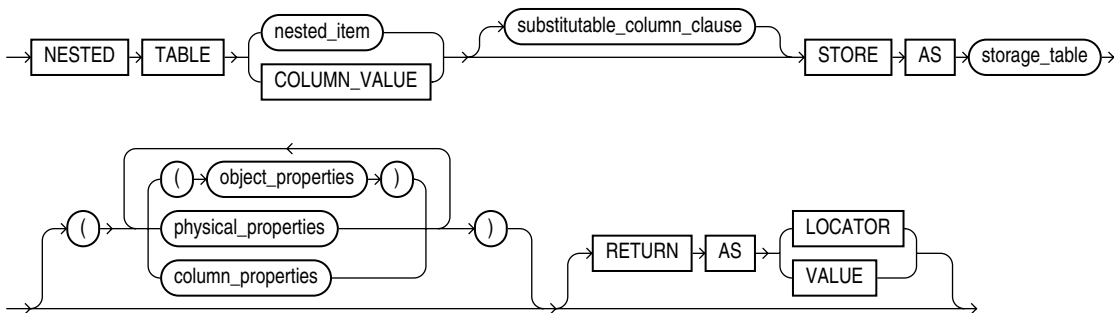 nested_item
substitutable_column_clause
NESTED TABLE STORE AS storage_table
COLUMN_VALUE
( object_properties )
( physical_properties )
column_properties
LOCATOR
RETURN AS
VALUE